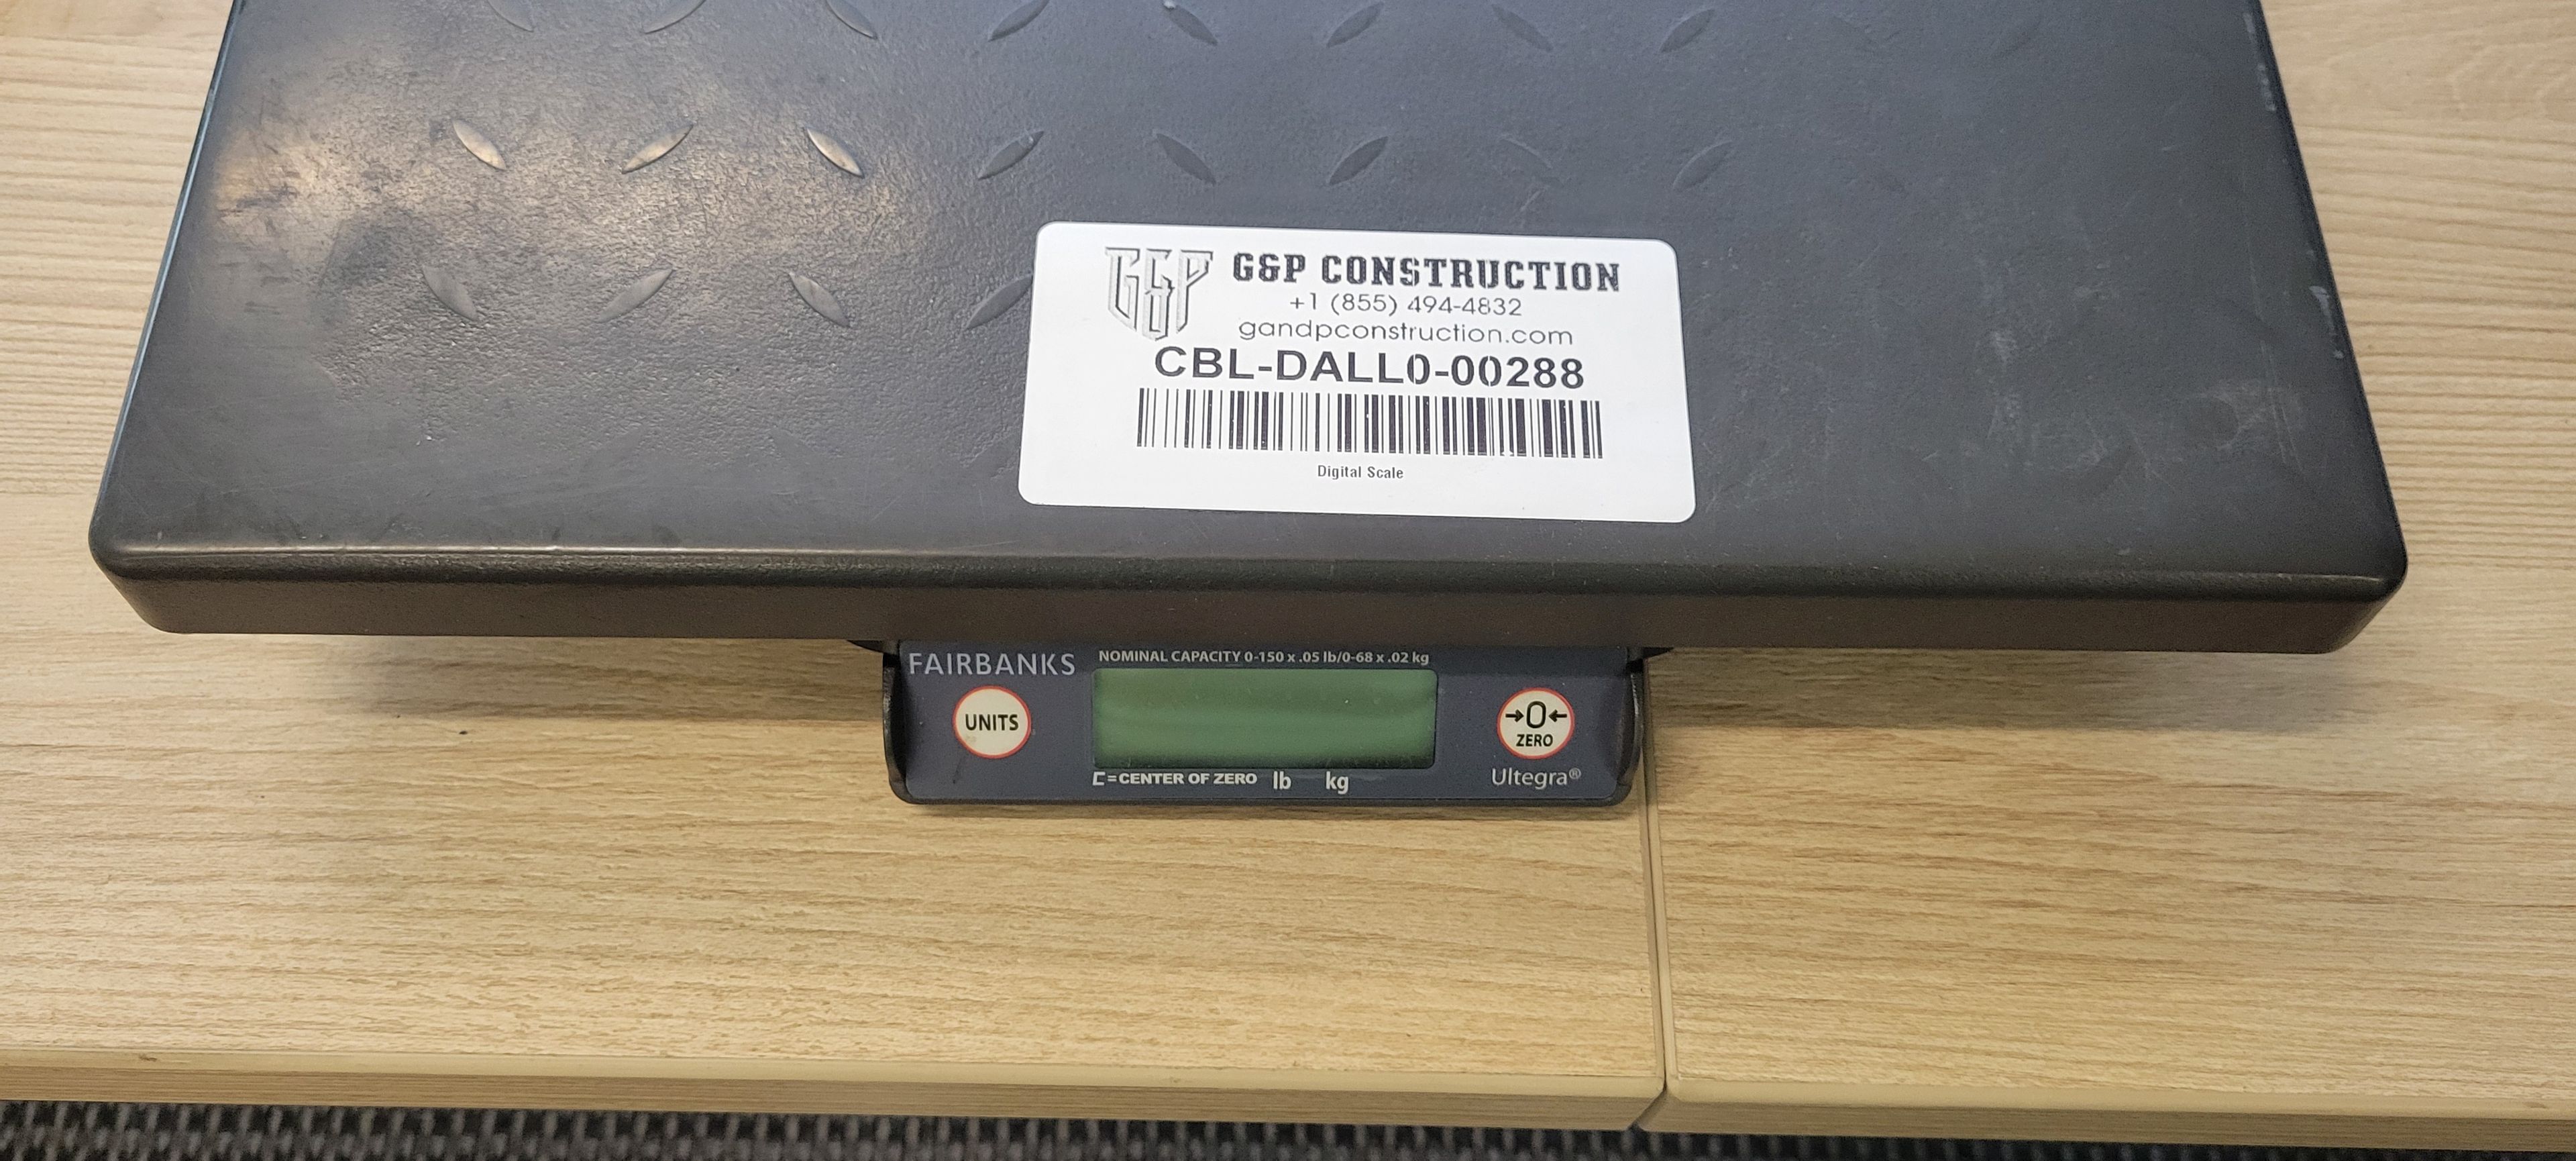 G&P
G&P CONSTRUCTION
+1 (855) 494-4832
gandpconstruction.com
CBL-DALL0-00288
Digital Scale
FAIRBANKS
NOMINAL CAPACITY 0-150 x .05 lb/0-68 x .02 kg
UNITS
→0←
ZERO
⊏=CENTER OF ZERO lb kg
Ultegra®